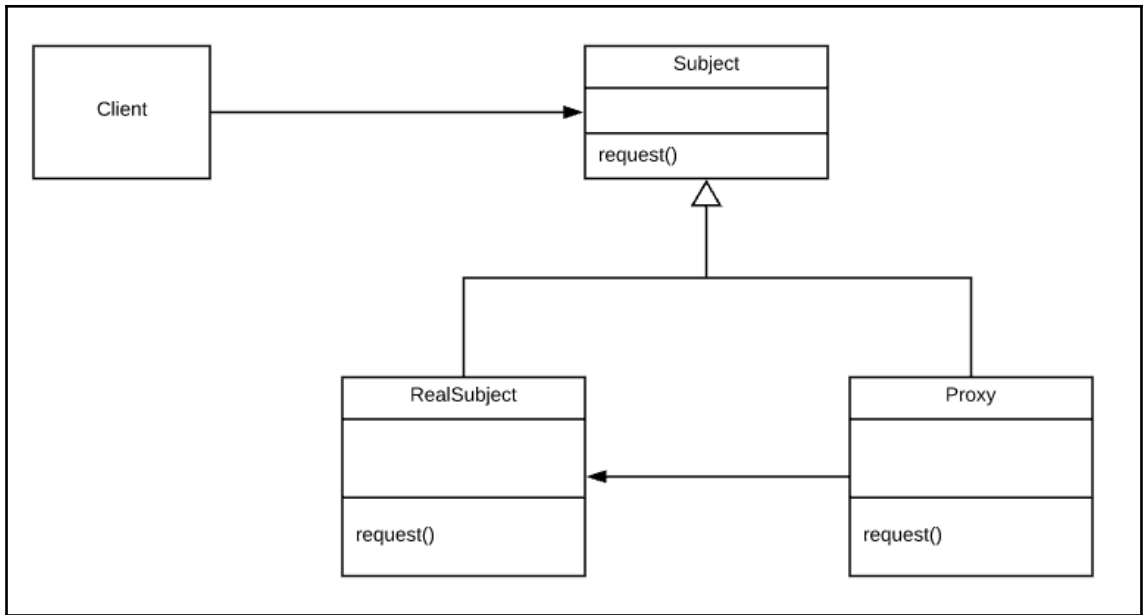 Client
Subject
request()
RealSubject
request()
Proxy
request()